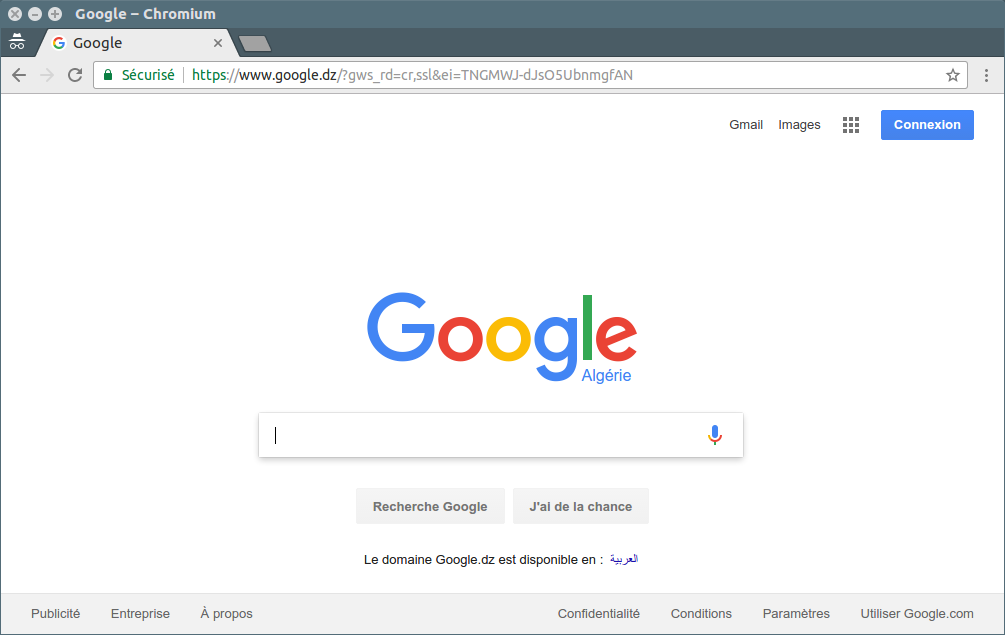 Google – Chromium
Google
Sécurisé https://www.google.dz/?gws_rd=cr,ssl&ei=TNGMWJ-dJsO5UbnmgfAN
Gmail Images Connexion
Google
Algérie
Recherche Google J'ai de la chance
Le domaine Google.dz est disponible en : العربية
Publicité Entreprise À propos Confidentialité Conditions Paramètres Utiliser Google.com